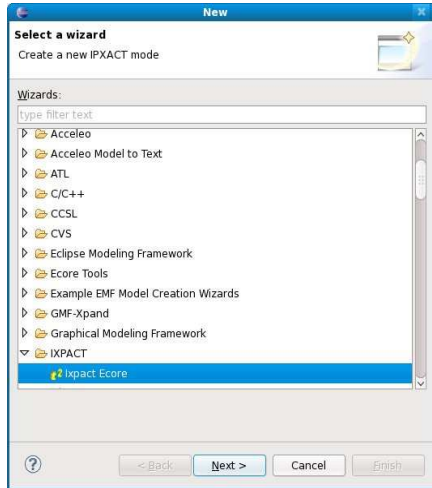 New
Select a wizard
Create a new IPXACT mode
Wizards:
type filter text
Acceleo
Acceleo Model to Text
ATL
C/C++
CCSL
CVS
Eclipse Modeling Framework
Ecore Tools
Example EMF Model Creation Wizards
GMF-Xpand
Graphical Modeling Framework
IXPACT
Ixpact Ecore
? < Back Next > Cancel Finish